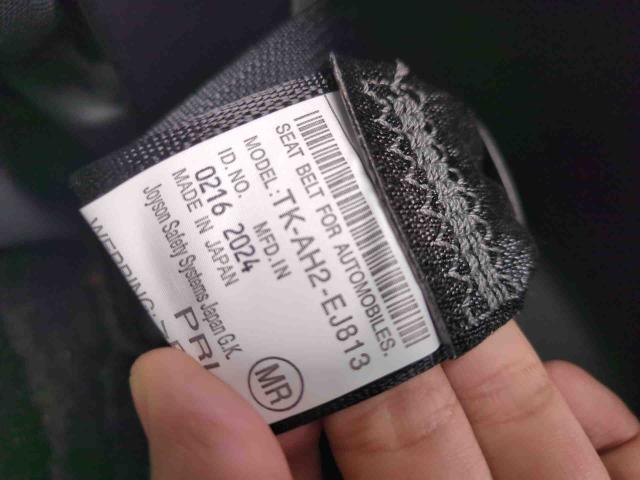 SEAT BELT FOR AUTOMOBILES.
MODEL: TK-AH2-EJ813
ID. NO. MFD. IN
0216 2024
MADE IN JAPAN
Joyson Safety Systems Japan G.K.
MR
WEBBING: